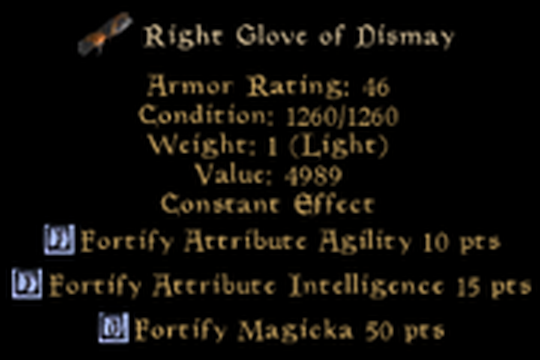 Right Glove of Dismay
Armor Rating: 46
Condition: 1260/1260
Weight: 1 (Light)
Value: 4989
Constant Effect
Fortify Attribute Agility 10 pts
Fortify Attribute Intelligence 15 pts
Fortify Magicka 50 pts